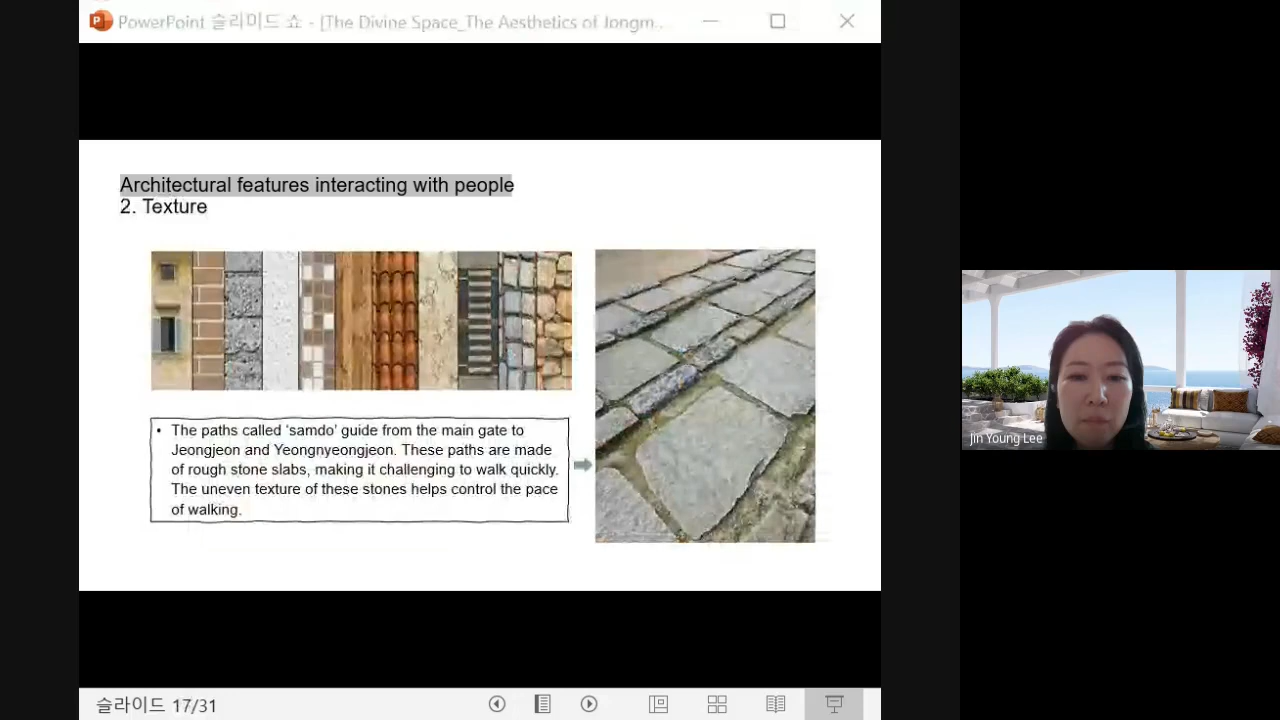 PowerPoint 슬라이드 쇼 - [The Divine Space_The Aesthetics of Jongm...
Architectural features interacting with people
2. Texture
• The paths called ‘samdo’ guide from the main gate to
Jeongjeon and Yeongnyeongjeon. These paths are made
of rough stone slabs, making it challenging to walk quickly.
The uneven texture of these stones helps control the pace
of walking.
Jin Young Lee
슬라이드 17/31